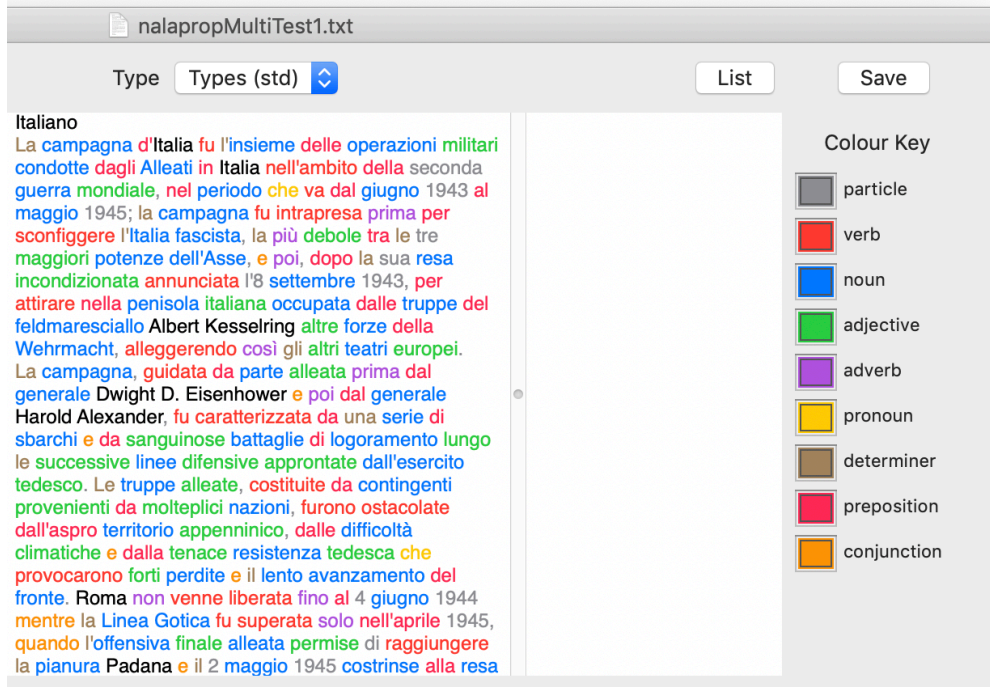 nalapropMultiTest1.txt
Type Types (std) List Save
Italiano
La campagna d'Italia fu l'insieme delle operazioni militari
condotte dagli Alleati in Italia nell'ambito della seconda
guerra mondiale, nel periodo che va dal giugno 1943 al
maggio 1945; la campagna fu intrapresa prima per
sconfiggere l'Italia fascista, la più debole tra le tre
maggiori potenze dell'Asse, e poi, dopo la sua resa
incondizionata annunciata l'8 settembre 1943, per
attirare nella penisola italiana occupata dalle truppe del
feldmaresciallo Albert Kesselring altre forze della
Wehrmacht, alleggerendo così gli altri teatri europei.
La campagna, guidata da parte alleata prima dal
generale Dwight D. Eisenhower e poi dal generale
Harold Alexander, fu caratterizzata da una serie di
sbarchi e da sanguinose battaglie di logoramento lungo
le successive linee difensive approntate dall'esercito
tedesco. Le truppe alleate, costituite da contingenti
provenienti da molteplici nazioni, furono ostacolate
dall'aspro territorio appenninico, dalle difficoltà
climatiche e dalla tenace resistenza tedesca che
provocarono forti perdite e il lento avanzamento del
fronte. Roma non venne liberata fino al 4 giugno 1944
mentre la Linea Gotica fu superata solo nell'aprile 1945,
quando l'offensiva finale alleata permise di raggiungere
la pianura Padana e il 2 maggio 1945 costrinse alla resa
Colour Key
particle
verb
noun
adjective
adverb
pronoun
determiner
preposition
conjunction